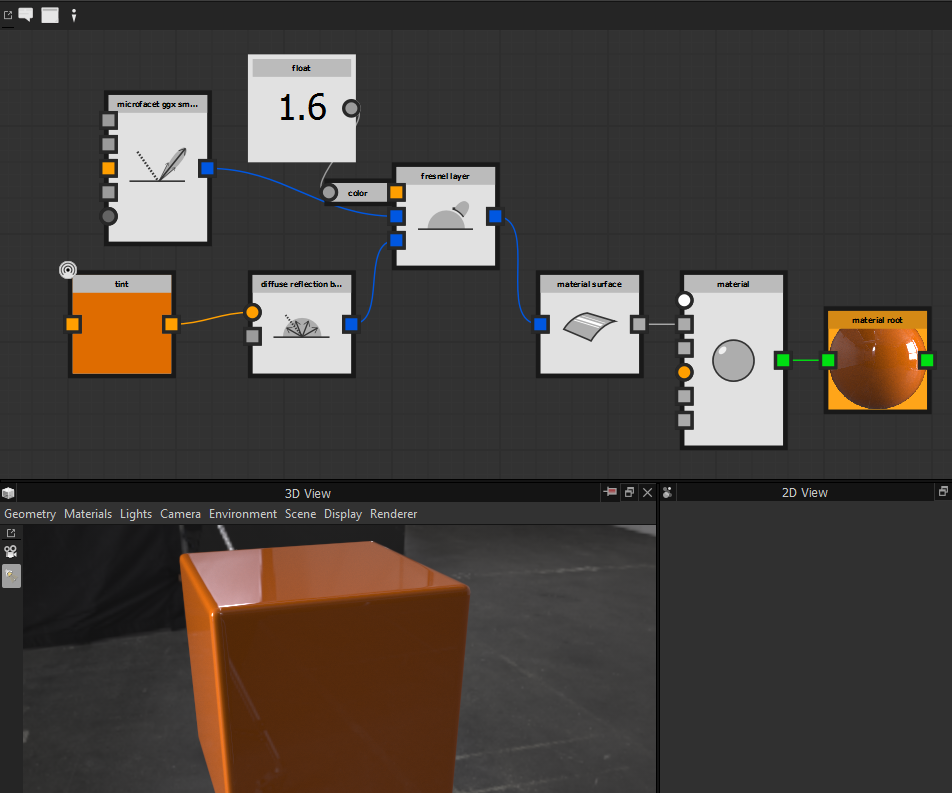 float
1.6
microfacet ggx sm...
fresnel layer
color
tint
diffuse reflection b...
material surface
material
material root
3D View
2D View
Geometry Materials Lights Camera Environment Scene Display Renderer